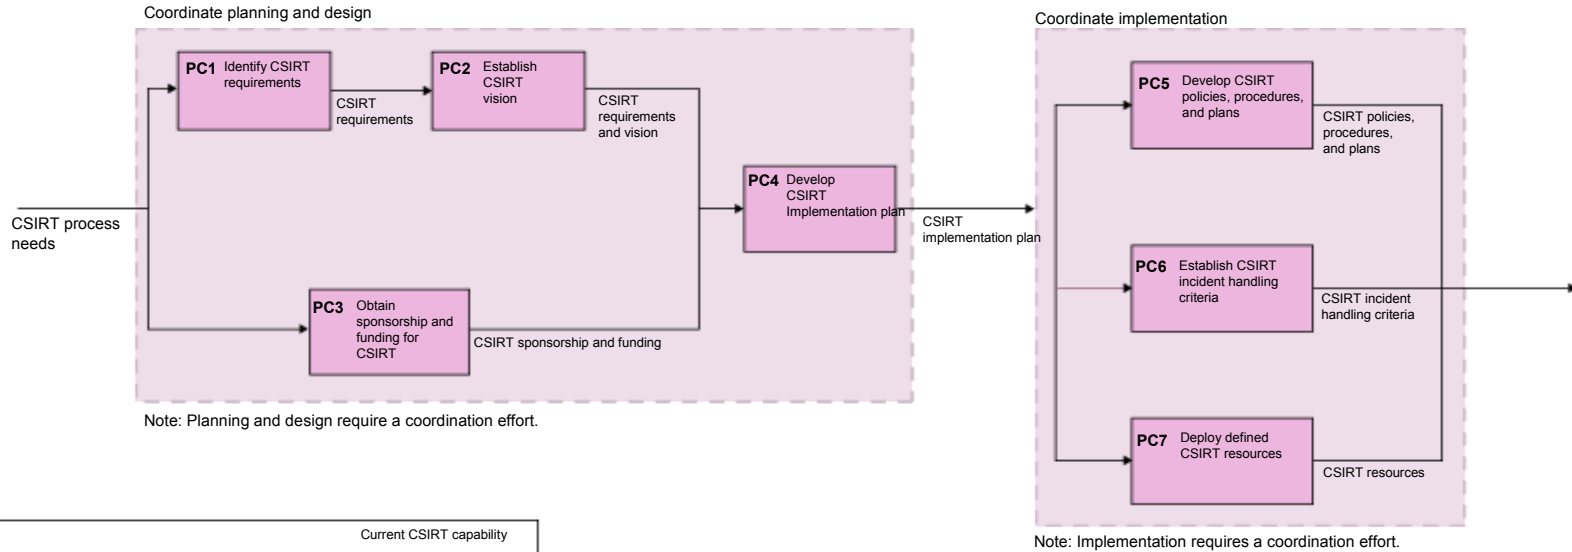 Coordinate planning and design
PC1 Identify CSIRT
requirements
CSIRT
requirements
PC2 Establish
CSIRT
vision
CSIRT
requirements
and vision
CSIRT process
needs
PC3 Obtain
sponsorship and
funding for
CSIRT
CSIRT sponsorship and funding
PC4 Develop
CSIRT
Implementation plan
CSIRT
implementation plan
Note: Planning and design require a coordination effort.
Coordinate implementation
PC5 Develop CSIRT
policies, procedures,
and plans
CSIRT policies,
procedures,
and plans
PC6 Establish CSIRT
incident handling
criteria
CSIRT incident
handling criteria
PC7 Deploy defined
CSIRT resources
CSIRT resources
Note: Implementation requires a coordination effort.
Current CSIRT capability